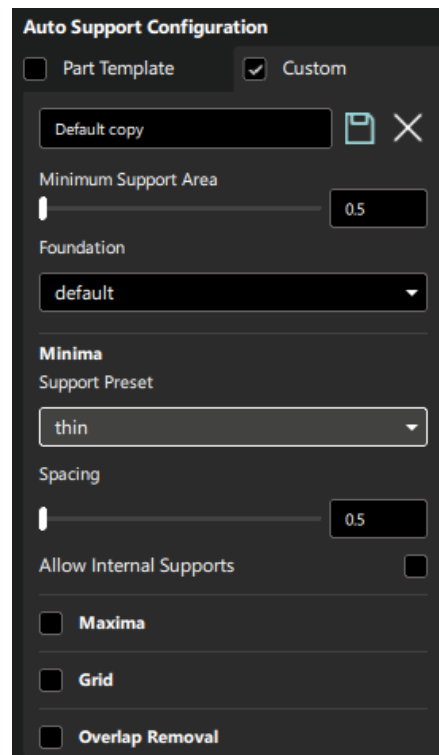 Auto Support Configuration
Part Template Custom
Default copy
Minimum Support Area
0.5
Foundation
default
Minima
Support Preset
thin
Spacing
0.5
Allow Internal Supports
Maxima
Grid
Overlap Removal